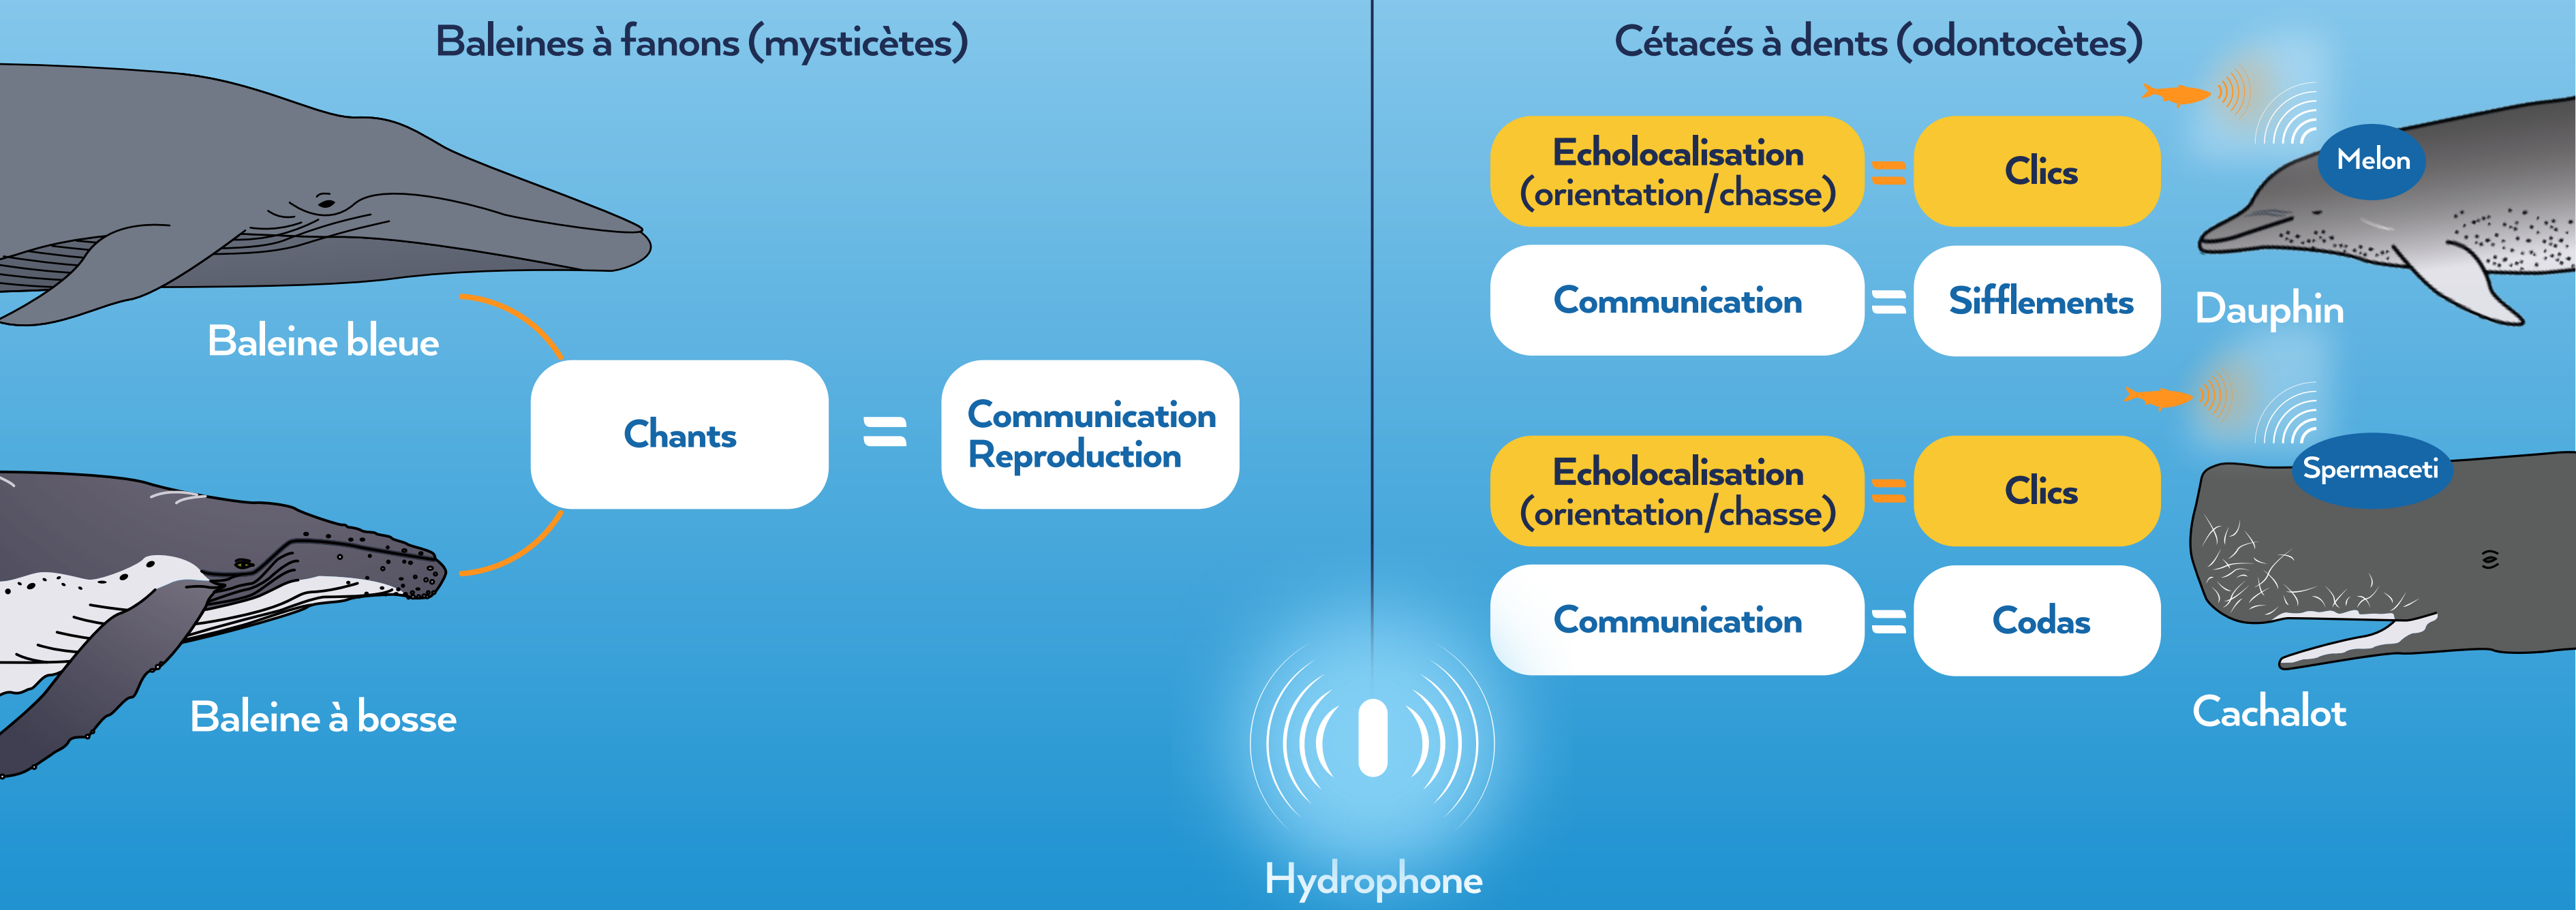 Baleines à fanons (mysticètes)
Baleine bleue
Chants
=
Communication
Reproduction
Baleine à bosse
Cétacés à dents (odontocètes)
Echolocalisation
(orientation/chasse)
=
Clics
Melon
Communication
=
Sifflements
Dauphin
Echolocalisation
(orientation/chasse)
=
Clics
Spermaceti
Communication
=
Codas
Cachalot
Hydrophone